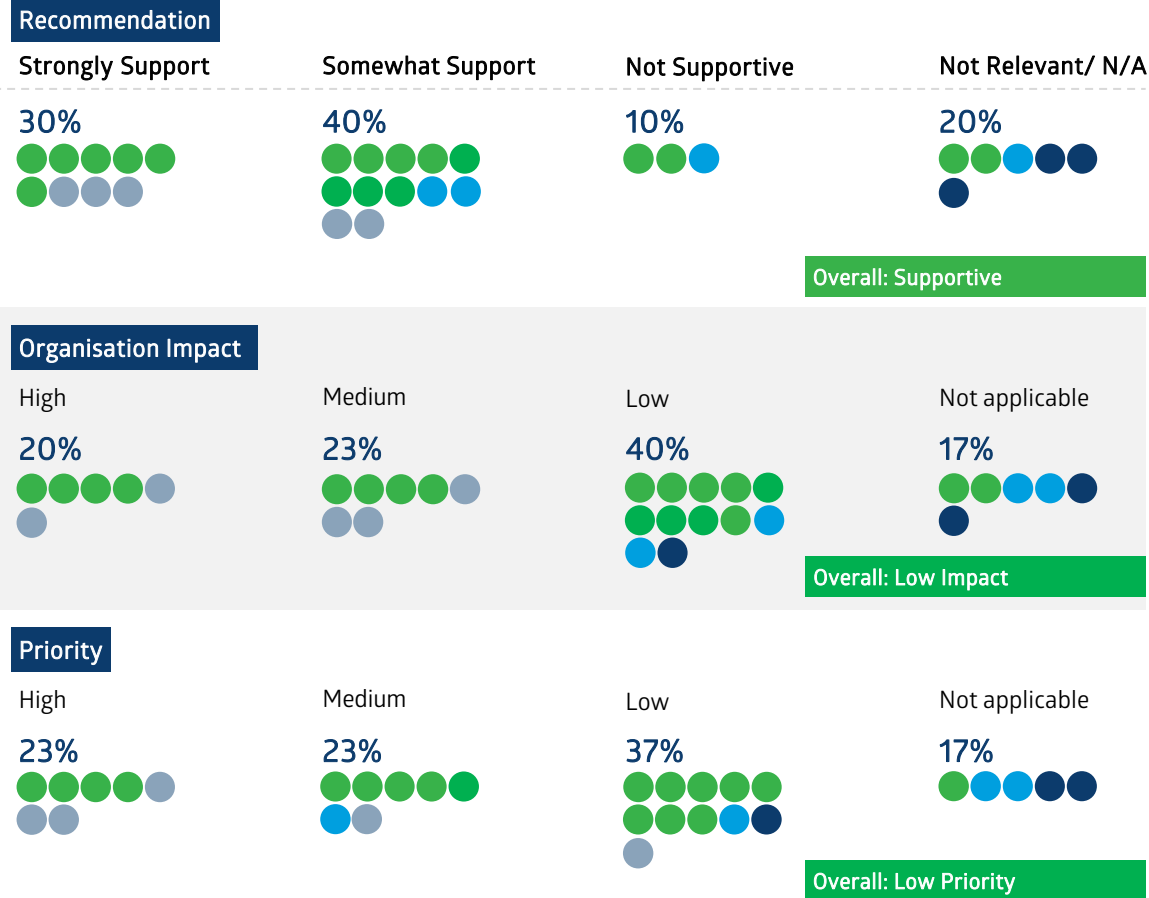 Recommendation
Strongly Support Somewhat Support Not Supportive Not Relevant/ N/A
30% 40% 10% 20%
Overall: Supportive
Organisation Impact
High Medium Low Not applicable
20% 23% 40% 17%
Overall: Low Impact
Priority
High Medium Low Not applicable
23% 23% 37% 17%
Overall: Low Priority